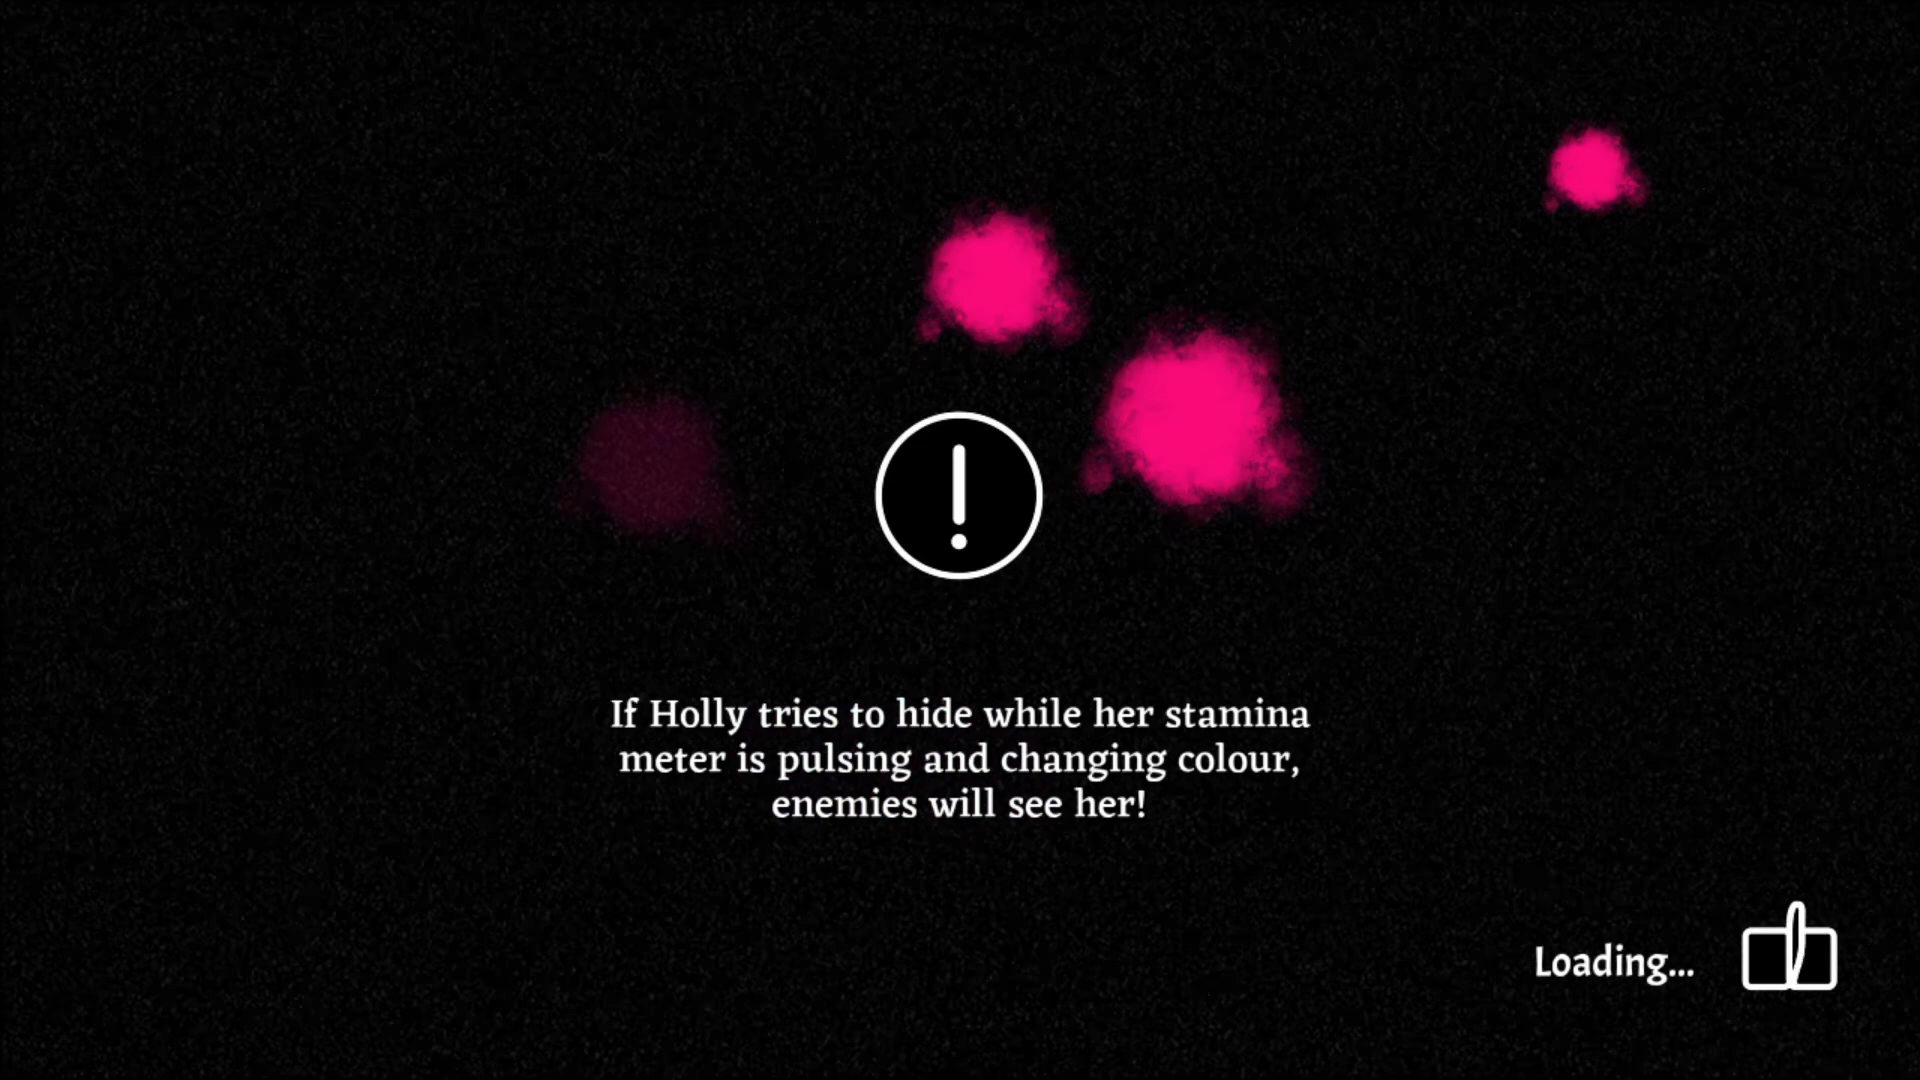 If Holly tries to hide while her stamina
meter is pulsing and changing colour,
enemies will see her!
Loading...